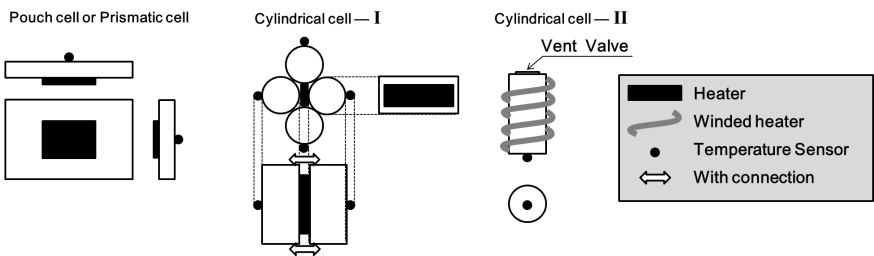 Pouch cell or Prismatic cell
Cylindrical cell — I
Cylindrical cell — II
Vent Valve
Heater
Winded heater
Temperature Sensor
With connection